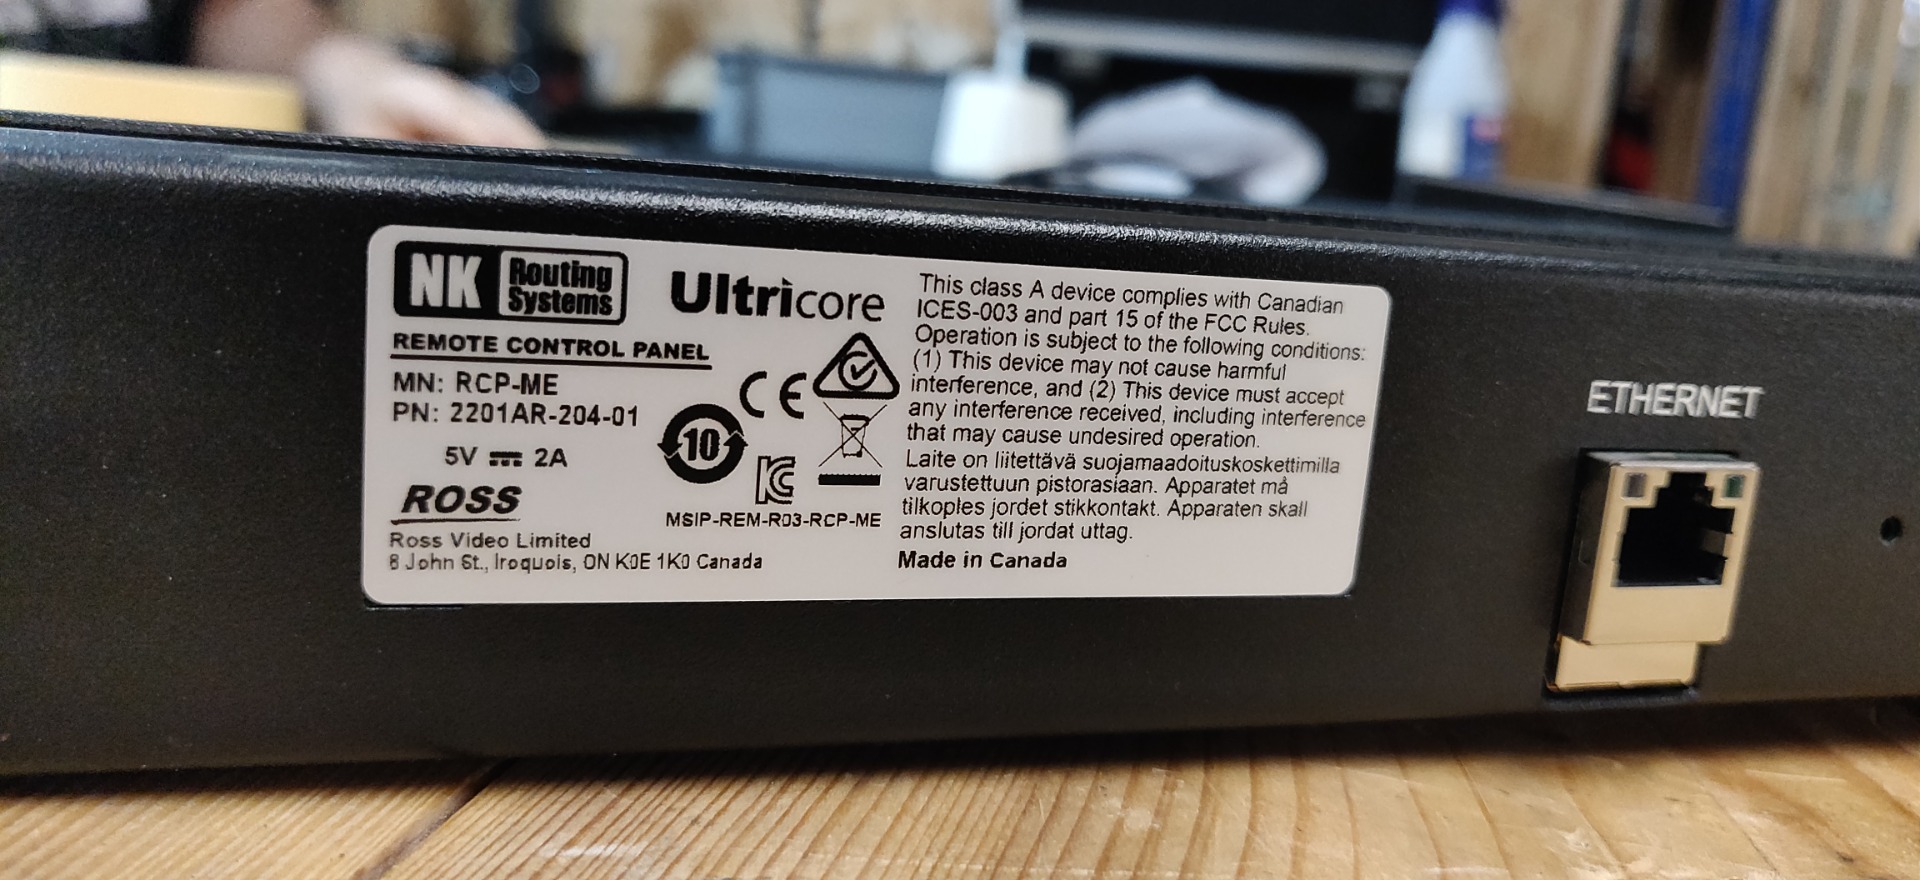 NK Routing Systems
Ultricore
REMOTE CONTROL PANEL
MN: RCP-ME
PN: 2201AR-204-01
5V 2A
10
CE
KC
MSIP-REM-R03-RCP-ME
ROSS
Ross Video Limited
8 John St., Iroquois, ON K0E 1K0 Canada
This class A device complies with Canadian
ICES-003 and part 15 of the FCC Rules.
Operation is subject to the following conditions:
(1) This device may not cause harmful
interference, and (2) This device must accept
any interference received, including interference
that may cause undesired operation.
Laite on liitettävä suojamaadoituskoskettimilla
varustettuun pistorasiaan. Apparatet må
tilkoples jordet stikkontakt. Apparaten skall
anslutas till jordat uttag.
Made in Canada
ETHERNET